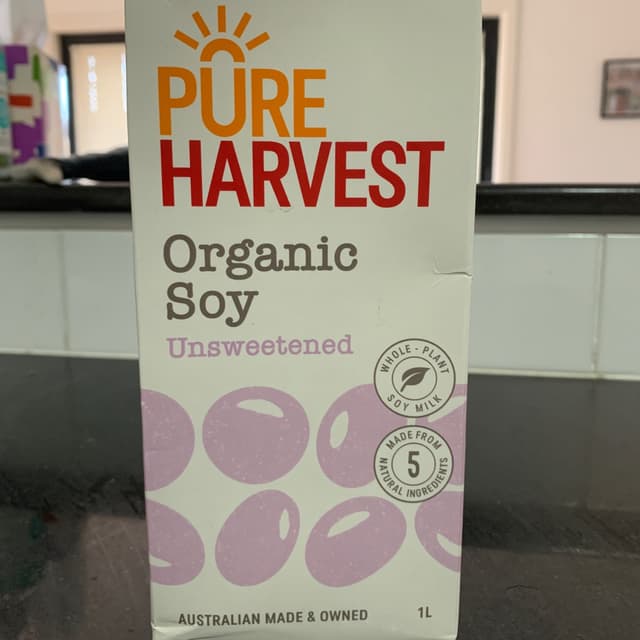 PURE
HARVEST
Organic
Soy
Unsweetened
WHOLE-PLANT
SOY MILK
MADE FROM
5
NATURAL INGREDIENTS
AUSTRALIAN MADE & OWNED 1L